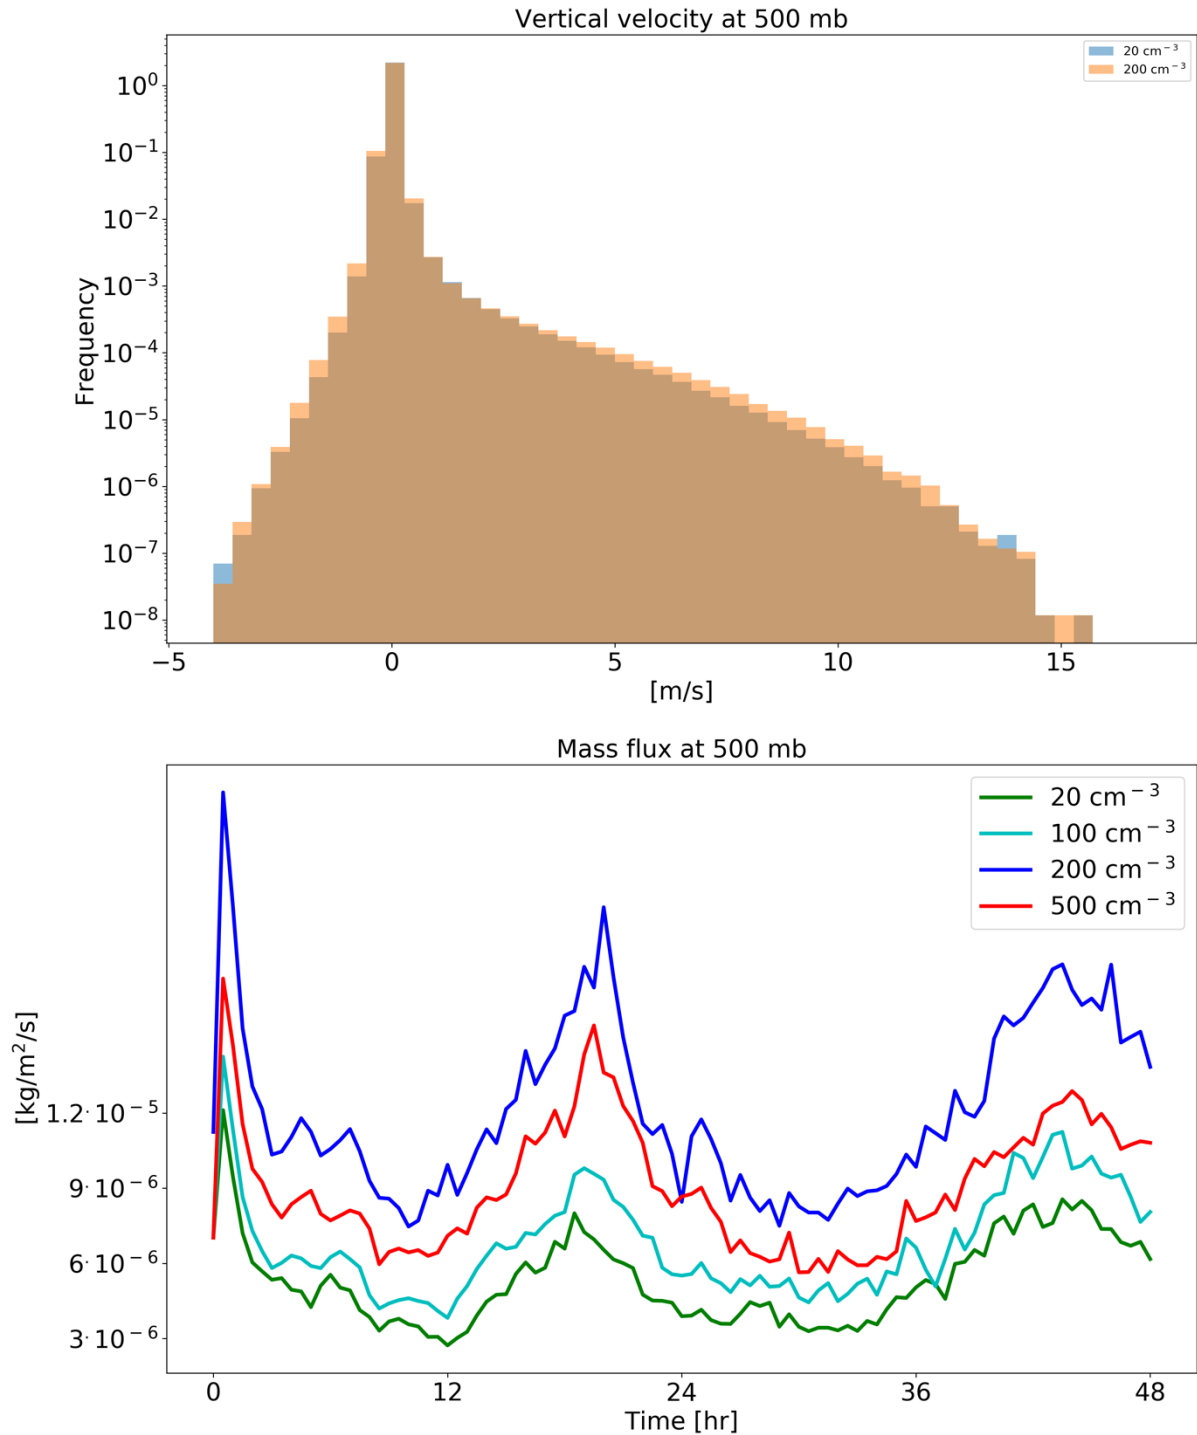 Vertical velocity at 500 mb
20 cm⁻³
200 cm⁻³
Frequency
10⁰
10⁻¹
10⁻²
10⁻³
10⁻⁴
10⁻⁵
10⁻⁶
10⁻⁷
10⁻⁸
−5 0 5 10 15
[m/s]
Mass flux at 500 mb
20 cm⁻³
100 cm⁻³
200 cm⁻³
500 cm⁻³
[kg/m²/s]
1.2· 10⁻⁵
9· 10⁻⁶
6· 10⁻⁶
3· 10⁻⁶
0 12 24 36 48
Time [hr]